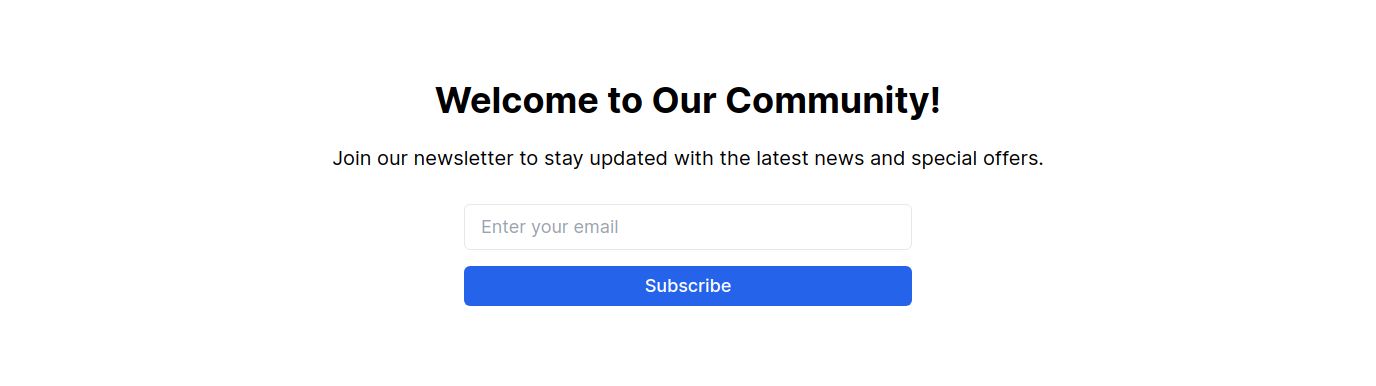 Welcome to Our Community!
Join our newsletter to stay updated with the latest news and special offers.
Enter your email
Subscribe